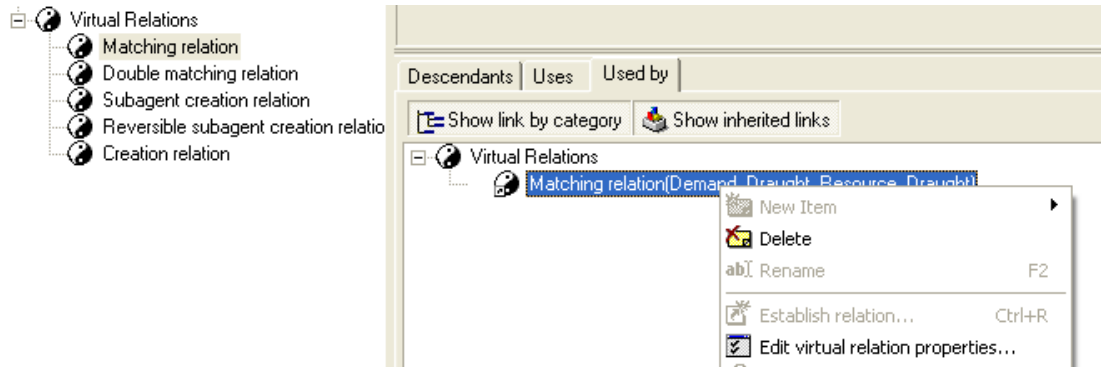 Virtual Relations
Matching relation
Double matching relation
Subagent creation relation
Reversible subagent creation relatio
Creation relation
Descendants Uses Used by
Show link by category Show inherited links
Virtual Relations
Matching relation(Demand_Draught_Resource_Draught)
New Item
Delete
Rename F2
Establish relation... Ctrl+R
Edit virtual relation properties...